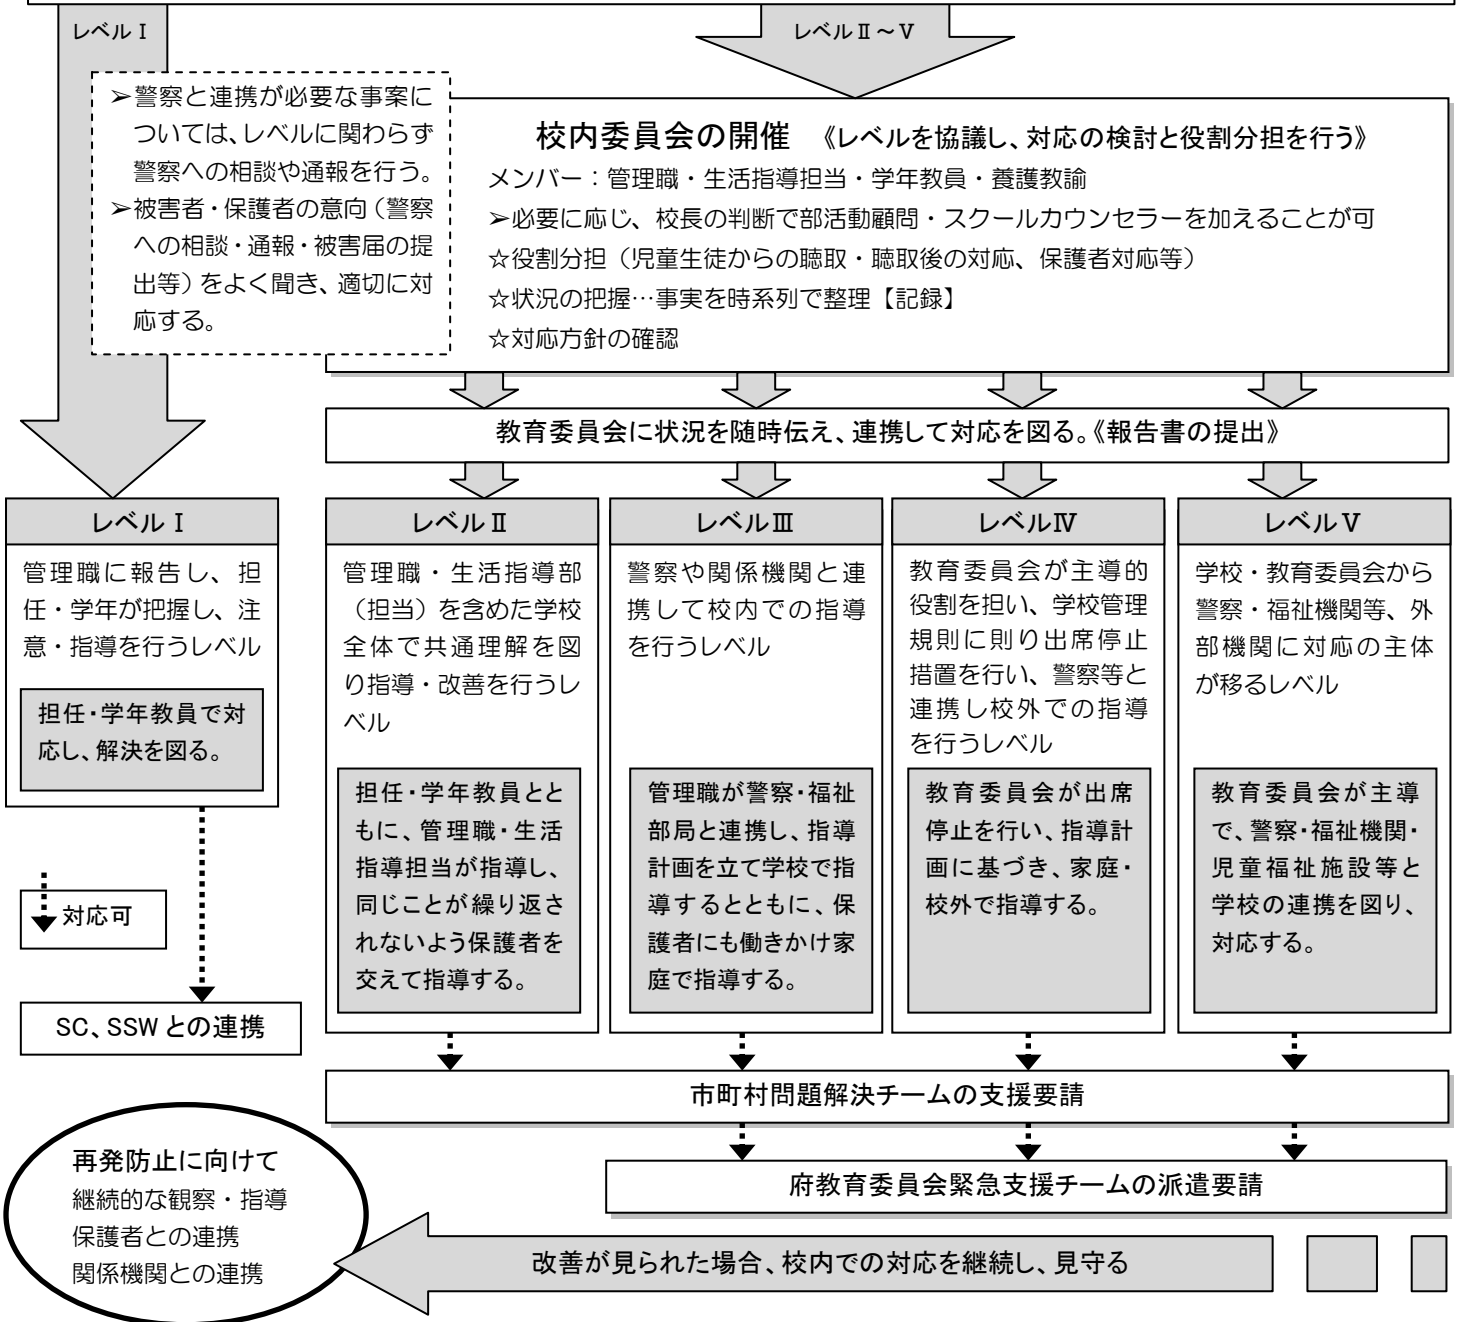 レベルⅠ
レベルⅡ～Ⅴ
➢警察と連携が必要な事案に
ついては、レベルに関わらず
警察への相談や通報を行う。
➢被害者・保護者の意向（警察
への相談・通報・被害届の提
出等）をよく聞き、適切に対
応する。
校内委員会の開催　《レベルを協議し、対応の検討と役割分担を行う》
メンバー：管理職・生活指導担当・学年教員・養護教諭
➢必要に応じ、校長の判断で部活動顧問・スクールカウンセラーを加えることが可
☆役割分担（児童生徒からの聴取・聴取後の対応、保護者対応等）
☆状況の把握…事実を時系列で整理【記録】
☆対応方針の確認
教育委員会に状況を随時伝え、連携して対応を図る。《報告書の提出》
レベルⅠ
管理職に報告し、担
任・学年が把握し、注
意・指導を行うレベル
担任・学年教員で対
応し、解決を図る。
レベルⅡ
管理職・生活指導部
（担当）を含めた学校
全体で共通理解を図
り指導・改善を行うレ
ベル
担任・学年教員とと
もに、管理職・生活
指導担当が指導し、
同じことが繰り返さ
れないよう保護者を
交えて指導する。
レベルⅢ
警察や関係機関と連
携して校内での指導
を行うレベル
管理職が警察・福祉
部局と連携し、指導
計画を立て学校で指
導するとともに、保
護者にも働きかけ家
庭で指導する。
レベルⅣ
教育委員会が主導的
役割を担い、学校管理
規則に則り出席停止
措置を行い、警察等と
連携し校外での指導
を行うレベル
教育委員会が出席
停止を行い、指導計
画に基づき、家庭・
校外で指導する。
レベルⅤ
学校・教育委員会から
警察・福祉機関等、外
部機関に対応の主体
が移るレベル
教育委員会が主導
で、警察・福祉機関・
児童福祉施設等と
学校の連携を図り、
対応する。
対応可
SC、SSWとの連携
市町村問題解決チームの支援要請
府教育委員会緊急支援チームの派遣要請
再発防止に向けて
継続的な観察・指導
保護者との連携
関係機関との連携
改善が見られた場合、校内での対応を継続し、見守る